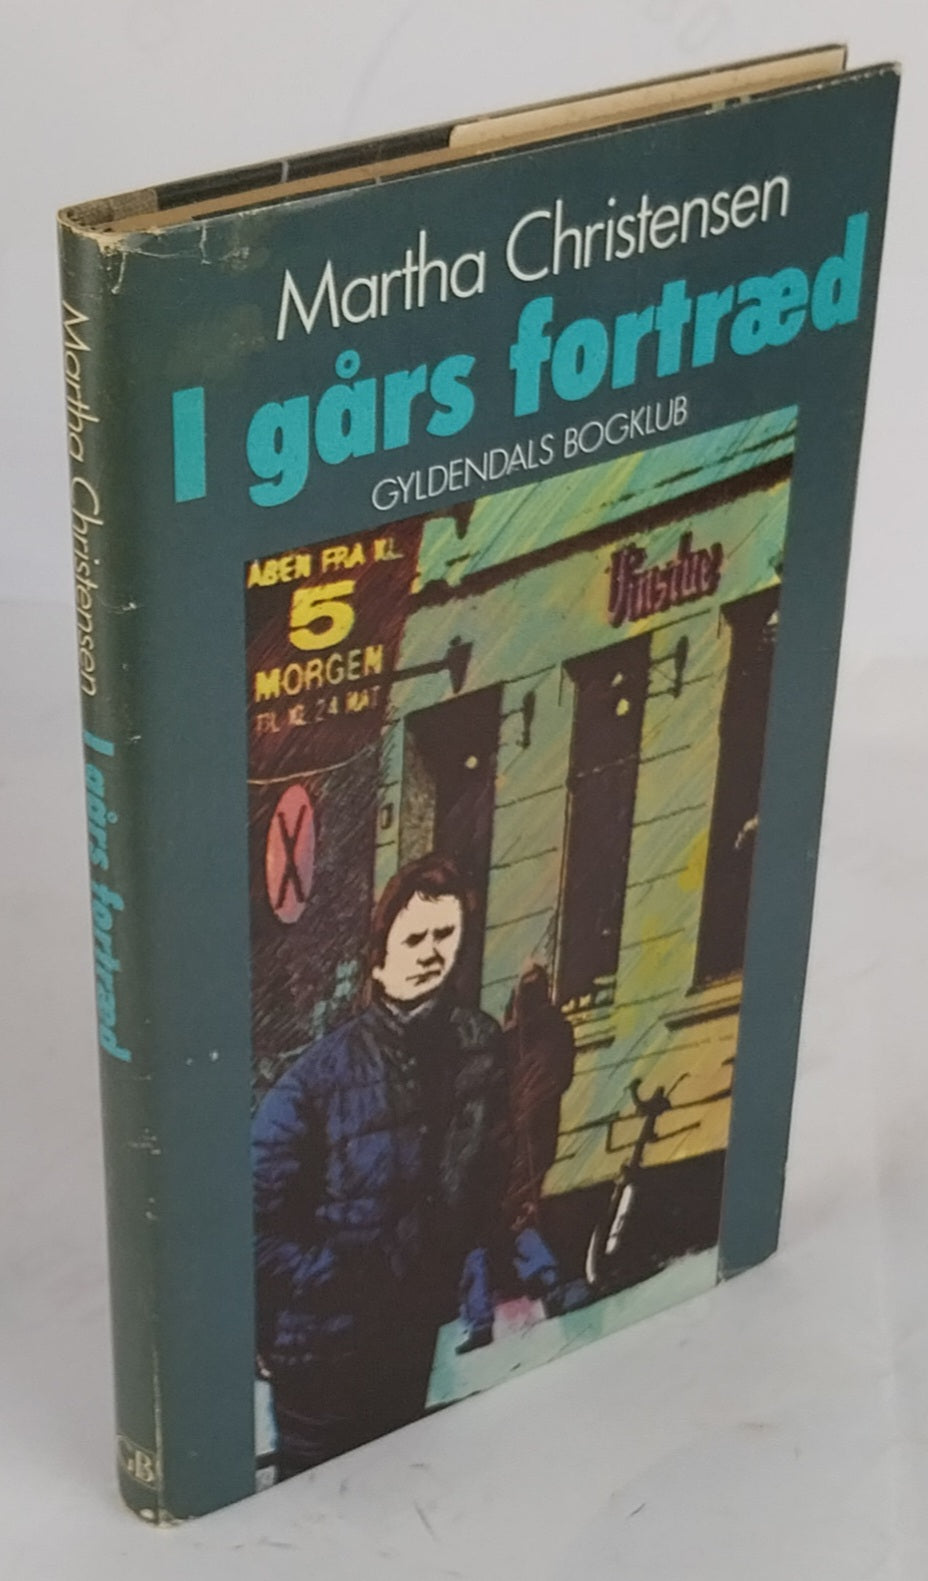 Martha Christensen
I gårs fortræd
GYLDENDALS BOGKLUB
ÅBEN FRA KL.
5
MORGEN
TIL KL. 24 NAT
X
Martha Christensen I gårs fortræd
GB